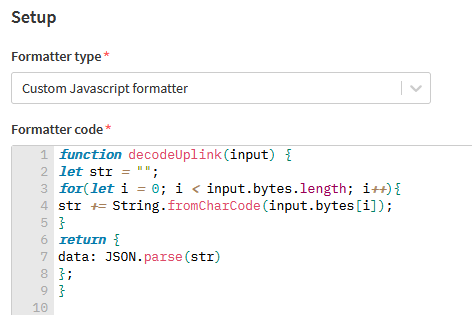 Setup
Formatter type *
Custom Javascript formatter
Formatter code *
1 function decodeUplink(input) {
2 let str = "";
3 for(let i = 0; i < input.bytes.length; i++){
4 str += String.fromCharCode(input.bytes[i]);
5 }
6 return {
7 data: JSON.parse(str)
8 };
9 }
10